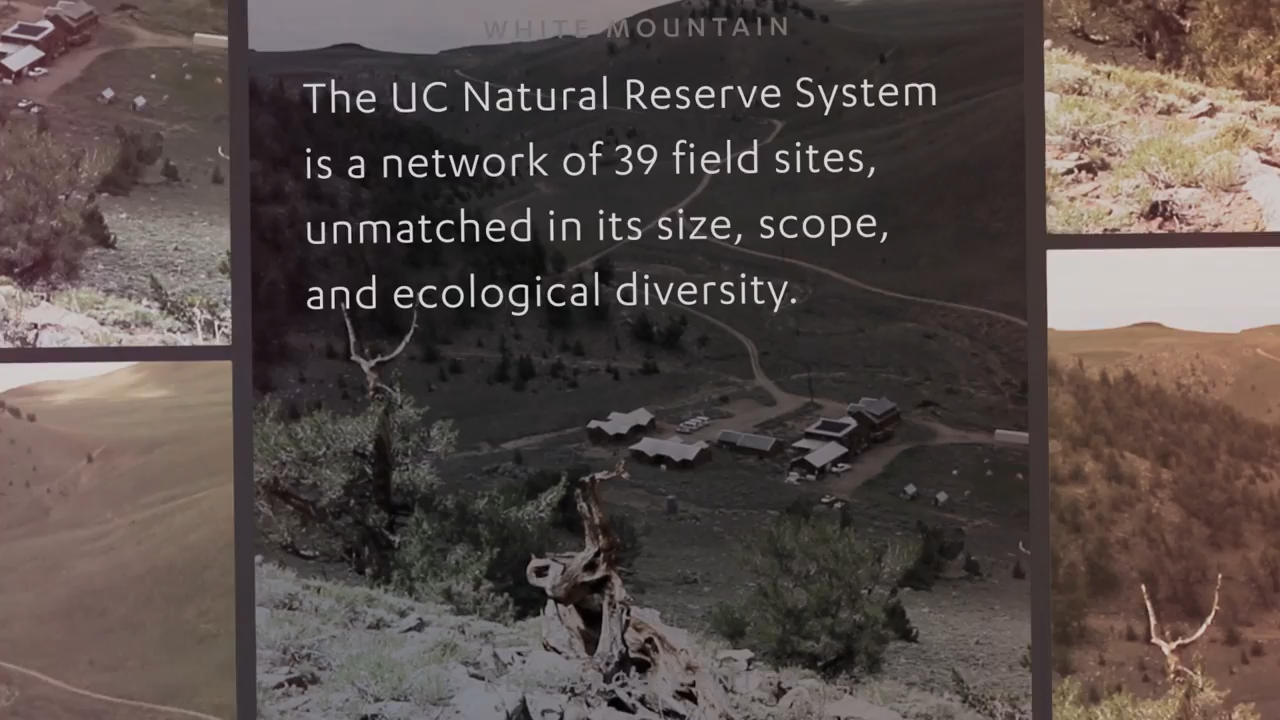 WHITE MOUNTAIN
The UC Natural Reserve System
is a network of 39 field sites,
unmatched in its size, scope,
and ecological diversity.